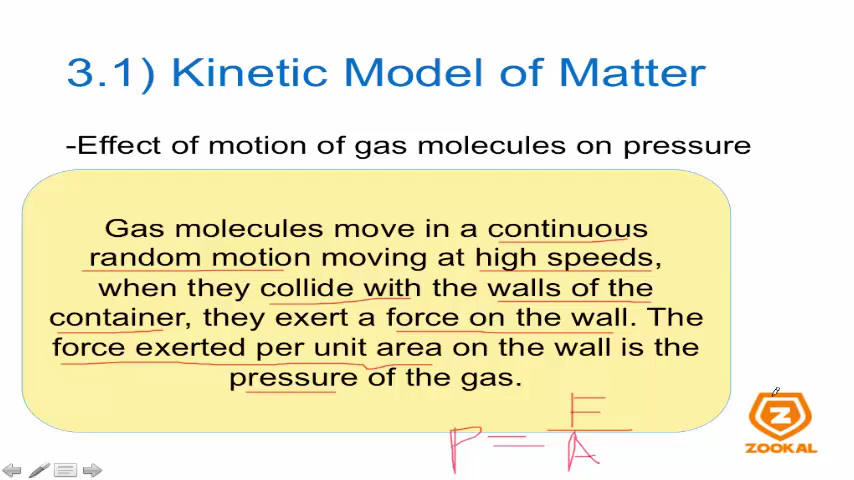 3.1) Kinetic Model of Matter
-Effect of motion of gas molecules on pressure
Gas molecules move in a continuous
random motion moving at high speeds,
when they collide with the walls of the
container, they exert a force on the wall. The
force exerted per unit area on the wall is the
pressure of the gas.
P = F
A
Z
ZOOKAL